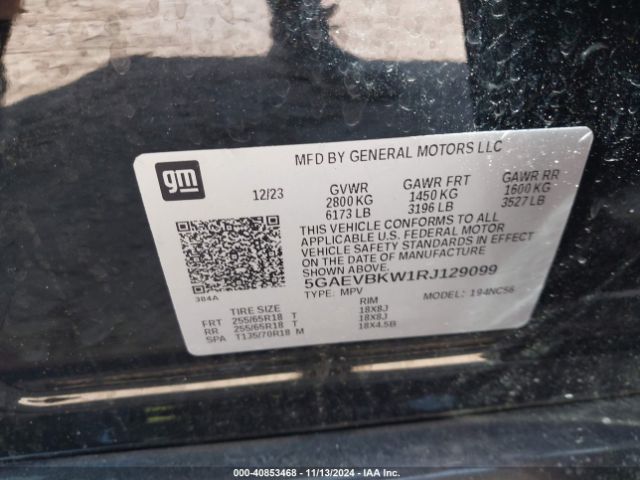 gm
MFD BY GENERAL MOTORS LLC
12/23
GVWR GAWR FRT GAWR RR
2800 KG 1450 KG 1600 KG
6173 LB 3196 LB 3527 LB
THIS VEHICLE CONFORMS TO ALL
APPLICABLE U.S. FEDERAL MOTOR
VEHICLE SAFETY STANDARDS IN EFFECT
ON THE DATE OF MANUFACTURE
SHOWN ABOVE.
5GAEVBKW1RJ129099
TYPE: MPV MODEL: 194NC56
384A
TIRE SIZE RIM
FRT 255/65R18 T 18X8J
RR 255/65R18 T 18X8J
SPA T135/70R18 M 18X4.5B
000-40853468 - 11/13/2024 - IAA Inc.